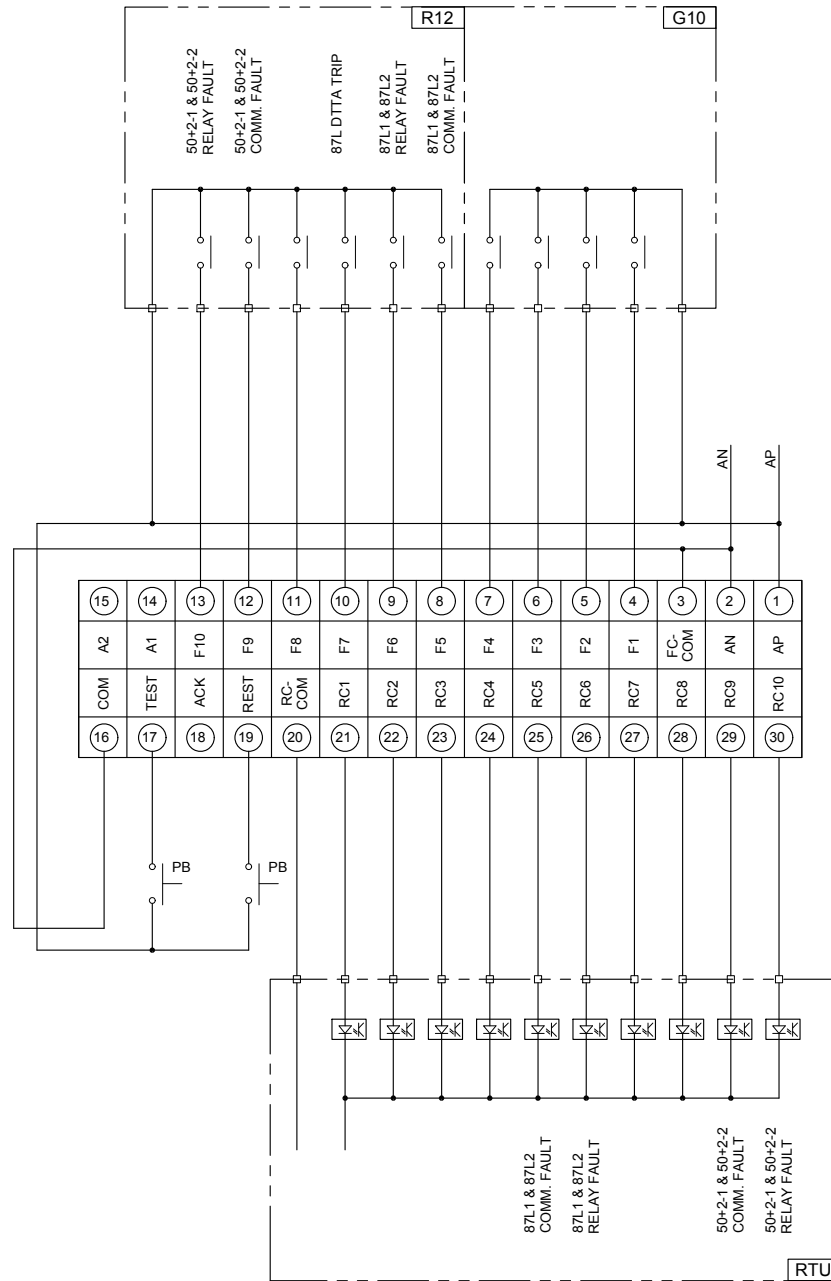 R12
G10
50+2-1 & 50+2-2
RELAY FAULT
50+2-1 & 50+2-2
COMM. FAULT
87L DTTA TRIP
87L1 & 87L2
RELAY FAULT
87L1 & 87L2
COMM. FAULT
AN
AP
15
14
13
12
11
10
9
8
7
6
5
4
3
2
1
A2
A1
F10
F9
F8
F7
F6
F5
F4
F3
F2
F1
FC-
COM
AN
AP
COM
TEST
ACK
REST
RC-
COM
RC1
RC2
RC3
RC4
RC5
RC6
RC7
RC8
RC9
RC10
16
17
18
19
20
21
22
23
24
25
26
27
28
29
30
PB
PB
87L1 & 87L2
COMM. FAULT
87L1 & 87L2
RELAY FAULT
50+2-1 & 50+2-2
COMM. FAULT
50+2-1 & 50+2-2
RELAY FAULT
RTU